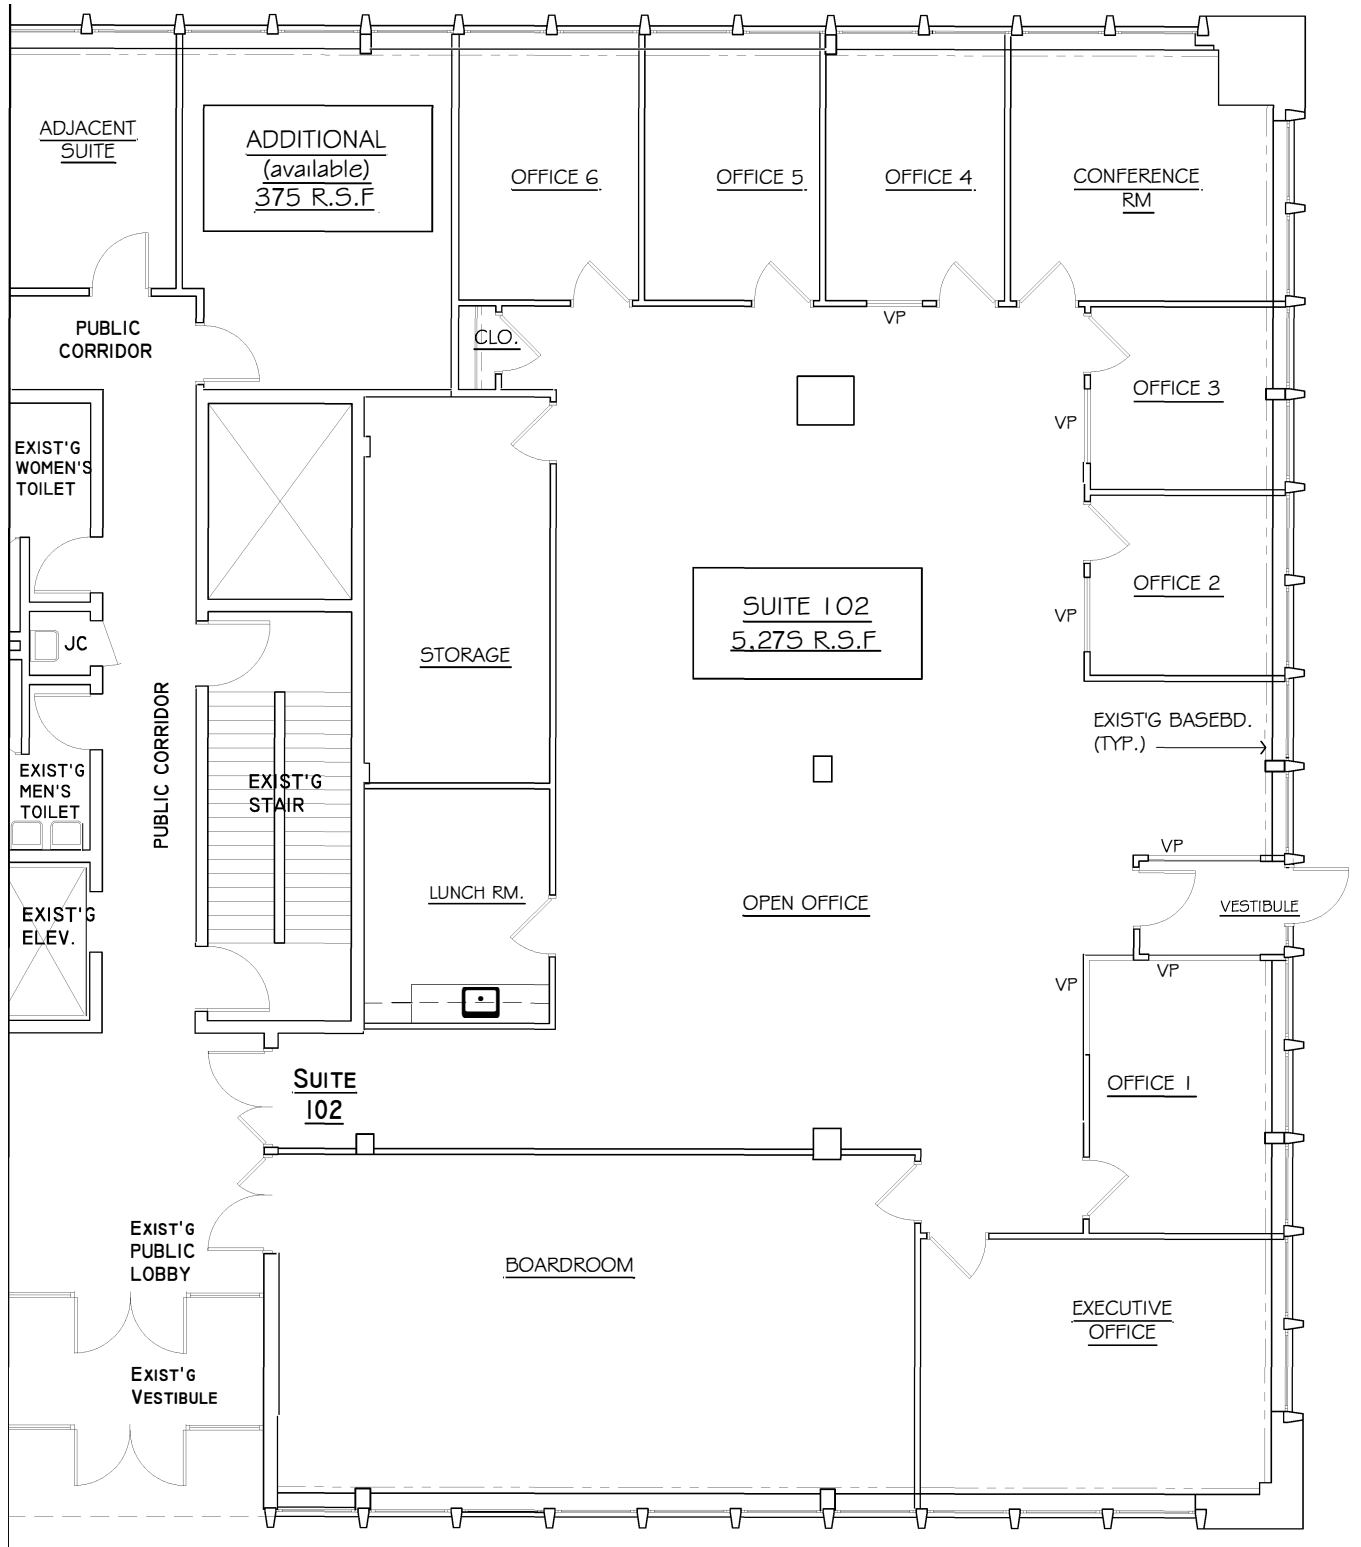 ADJACENT
SUITE
ADDITIONAL
(available)
375 R.S.F
OFFICE 6
OFFICE 5
OFFICE 4
CONFERENCE
RM
PUBLIC
CORRIDOR
CLO.
VP
OFFICE 3
VP
EXIST'G
WOMEN'S
TOILET
OFFICE 2
VP
SUITE 102
5,27S R.S.F
JC
STORAGE
PUBLIC CORRIDOR
EXIST'G BASEBD.
(TYP.)
EXIST'G
MEN'S
TOILET
EXIST'G
STAIR
VP
LUNCH RM.
OPEN OFFICE
VESTIBULE
EXIST'G
ELEV.
VP
VP
SUITE
102
OFFICE 1
EXIST'G
PUBLIC
LOBBY
BOARDROOM
EXECUTIVE
OFFICE
EXIST'G
VESTIBULE